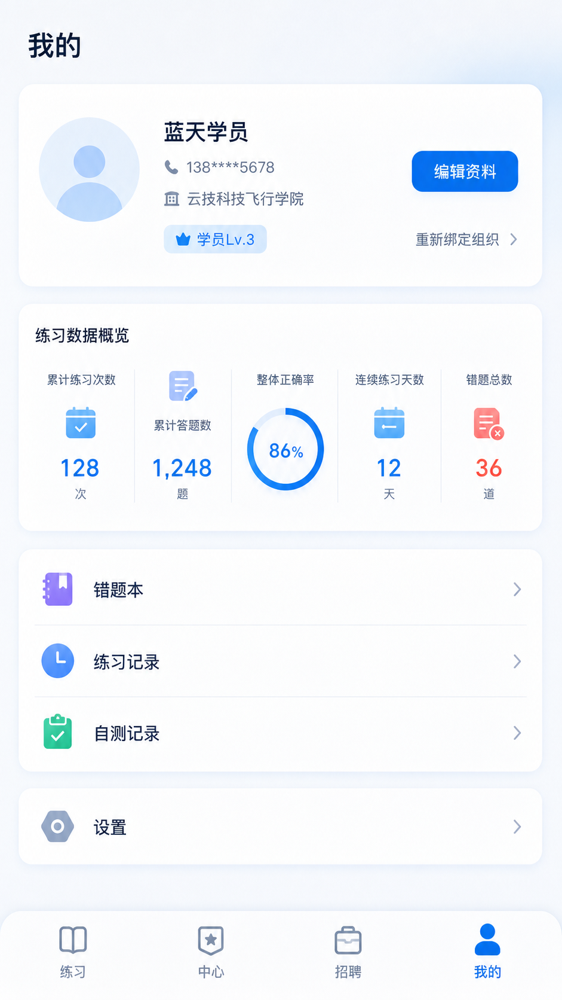 我的
蓝天学员
138****5678
编辑资料
云技科技飞行学院
学员Lv.3
重新绑定组织
练习数据概览
累计练习次数
128
次
累计答题数
1,248
题
整体正确率
86%
连续练习天数
12
天
错题总数
36
道
错题本
练习记录
自测记录
设置
练习
中心
招聘
我的